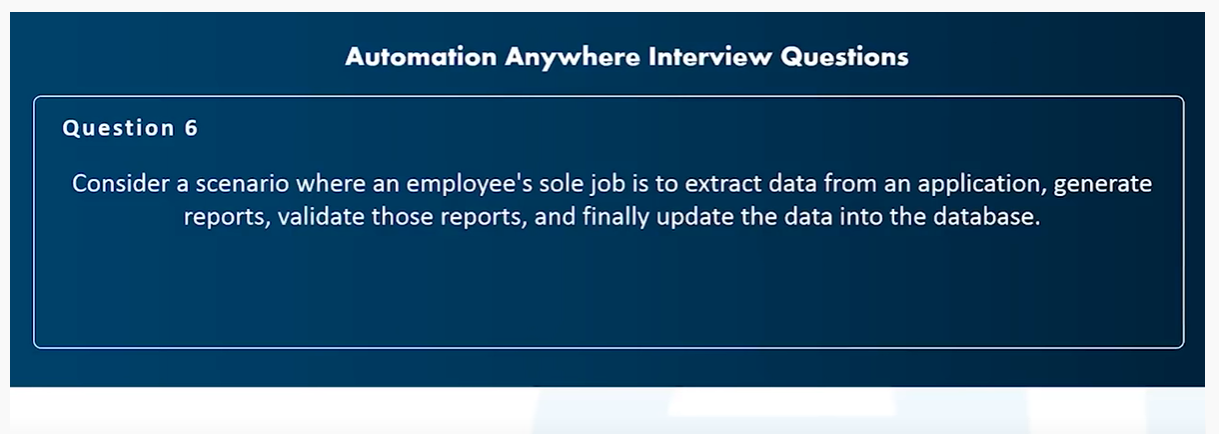 Automation Anywhere Interview Questions
Question 6
Consider a scenario where an employee's sole job is to extract data from an application, generate
reports, validate those reports, and finally update the data into the database.